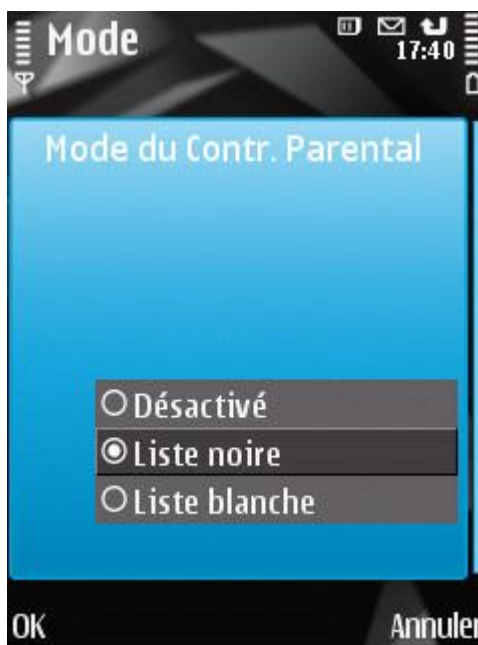 Mode
17:40
Mode du Contr. Parental
Désactivé
Liste noire
Liste blanche
OK
Annuler